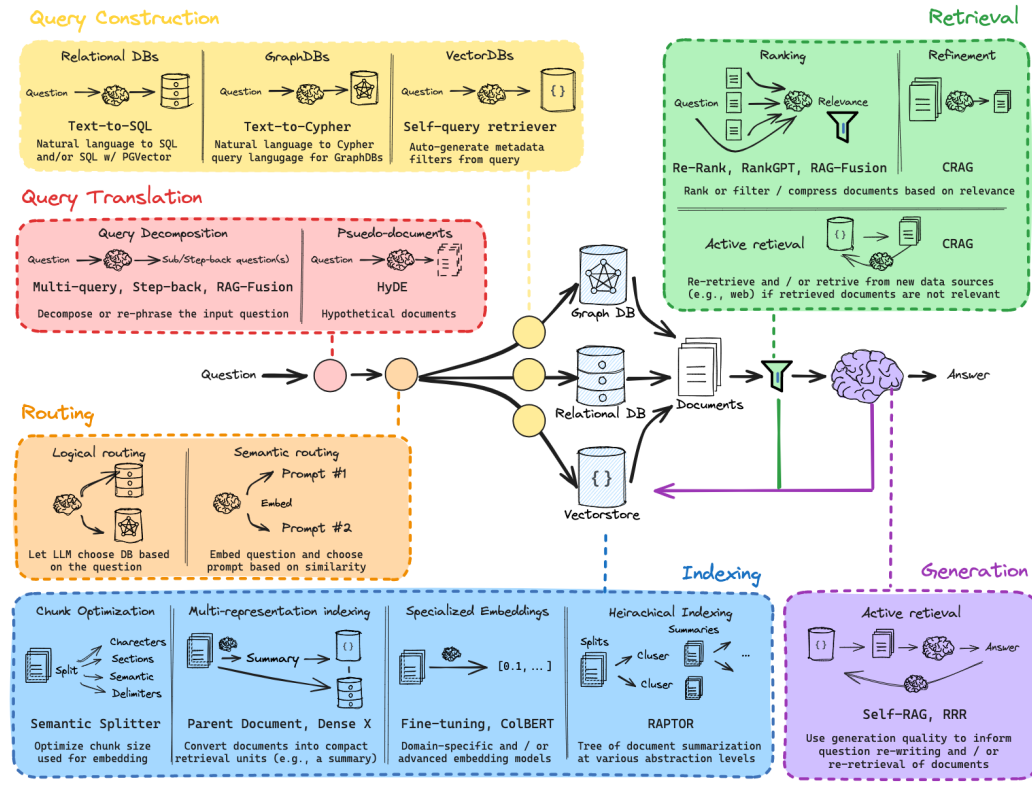 Query Construction
Relational DBs
Question
Text-to-SQL
Natural language to SQL
and/or SQL w/ PGVector
GraphDBs
Question
Text-to-Cypher
Natural language to Cypher
query langugage for GraphDBs
VectorDBs
Question
{ }
Self-query retriever
Auto-generate metadata
filters from query
Retrieval
Ranking
Question
Relevance
Re-Rank, RankGPT, RAG-Fusion
Refinement
CRAG
Rank or filter / compress documents based on relevance
Active retieval
{ }
CRAG
Re-retrieve and / or retrive from new data sources
(e.g., web) if retrieved documents are not relevant
Query Translation
Query Decomposition
Question
Sub/Step-back question(s)
Multi-query, Step-back, RAG-Fusion
Decompose or re-phrase the input question
Psuedo-documents
Question
HyDE
Hypothetical documents
Question
Graph DB
Relational DB
{ }
Vectorstore
Documents
Answer
Routing
Logical routing
Let LLM choose DB based
on the question
Semantic routing
Prompt #1
Embed
Prompt #2
Embed question and choose
prompt based on similarity
Indexing
Chunk Optimization
Split
Charecters
Sections
Semantic
Delimiters
Semantic Splitter
Optimize chunk size
used for embedding
Multi-representation indexing
Summary
{ }
Parent Document, Dense X
Convert documents into compact
retrieval units (e.g., a summary)
Specialized Embeddings
[0.1, ... ]
Fine-tuning, ColBERT
Domain-specific and / or
advanced embedding models
Heirachical Indexing
Splits
Summaries
Cluser
Cluser
...
RAPTOR
Tree of document summarization
at various abstraction levels
Generation
Active retieval
{ }
Answer
Self-RAG, RRR
Use generation quality to inform
question re-writing and / or
re-retrieval of documents